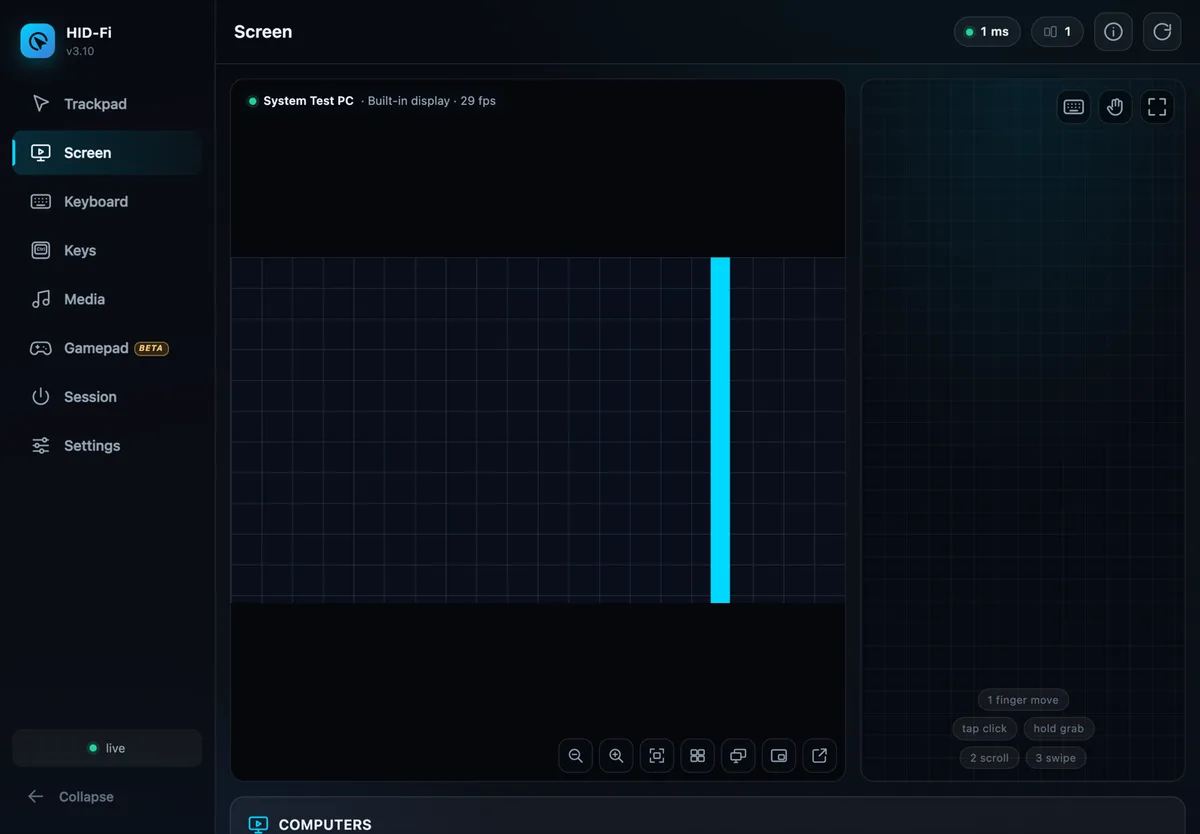 HID-Fi
v3.10
Trackpad
Screen
Keyboard
Keys
Media
Gamepad BETA
Session
Settings
live
Collapse
Screen
1 ms
1
System Test PC · Built-in display · 29 fps
1 finger move
tap click
hold grab
2 scroll
3 swipe
COMPUTERS